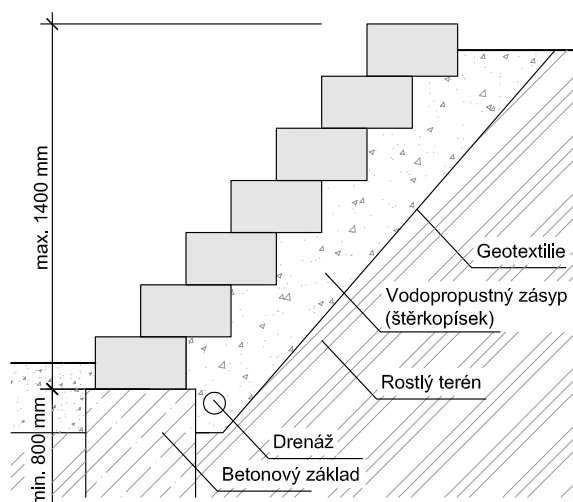 max. 1400 mm
min. 800 mm
Geotextilie
Vodopropustný zásyp
(štěrkopísek)
Rostlý terén
Drenáž
Betonový základ